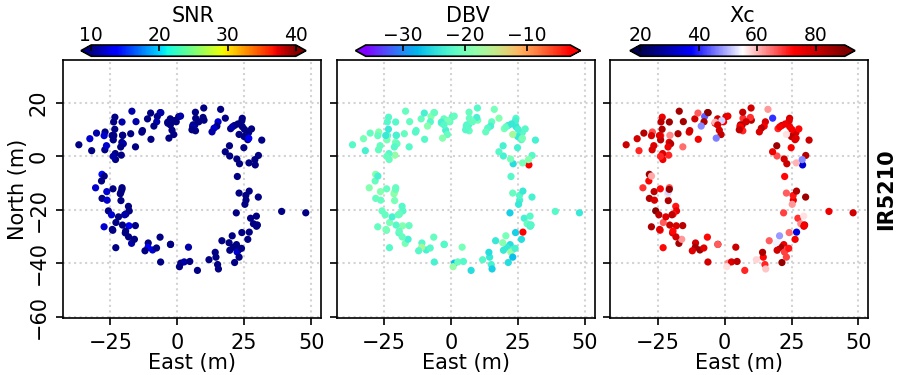 SNR DBV Xc
10 20 30 40 −30 −20 −10 20 40 60 80
North (m)
20
0
−20
−40
−60
IR5210
−25 0 25 50 −25 0 25 50 −25 0 25 50
East (m) East (m) East (m)